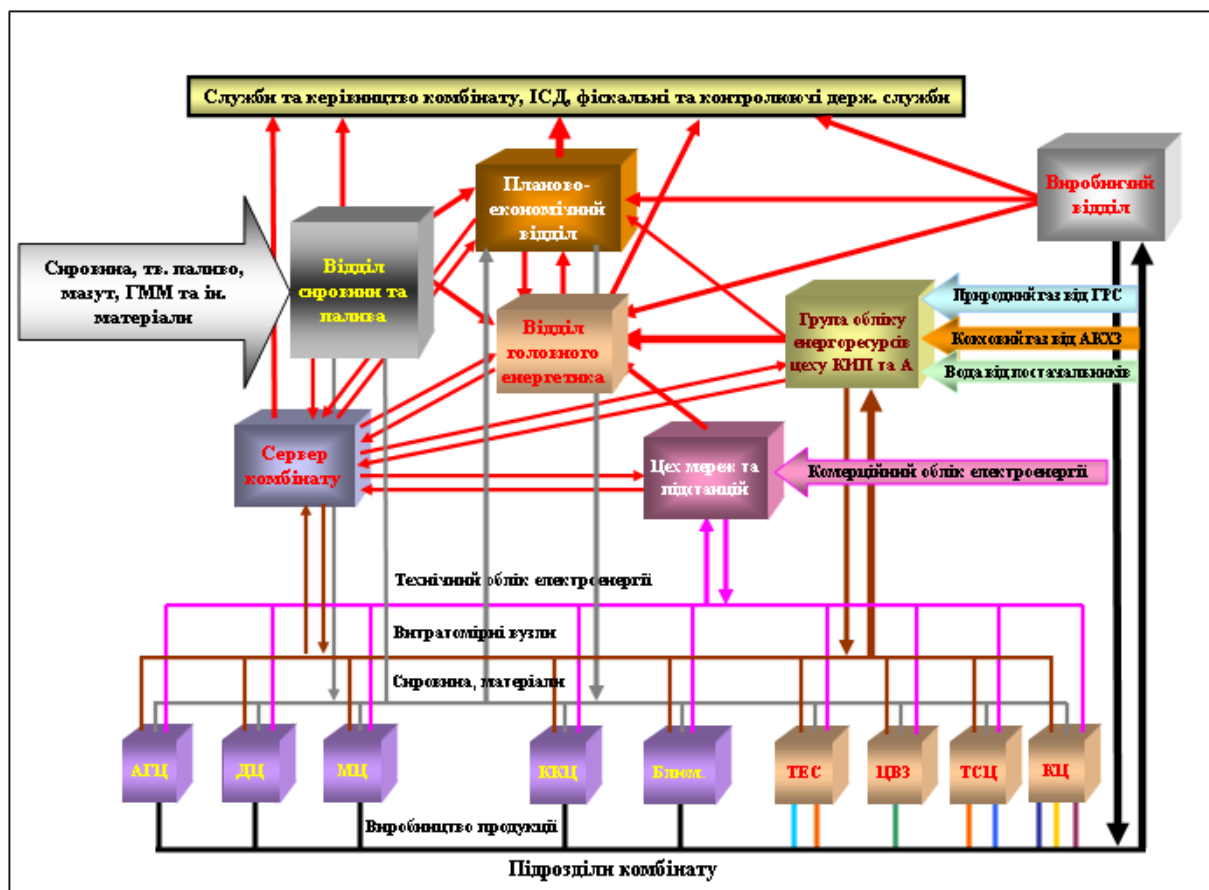 Служби та керівництво комбінату, ІСД, фіскальні та контролюючі держ. служби
Планово-
економічний
відділ
Виробничий
відділ
Сировина, тв. паливо,
мазут, ГММ та ін.
матеріали
Відділ
сировини та
палива
Відділ
головного
енергетика
Група обліку
енергоресурсів
цеху КИП та А
Природний газ від ГРС
Коксовий газ від АКХЗ
Вода від постачальників
Сервер
комбінату
Цех мереж та
підстанцій
Комерційний облік електроенергії
Технічний облік електроенергії
Витратомірні вузли
Сировина, матеріали
АГЦ
ДЦ
МЦ
ККЦ
Блюм.
ТЕС
ЦВЗ
ТСЦ
КЦ
Виробництво продукції
Підрозділи комбінату